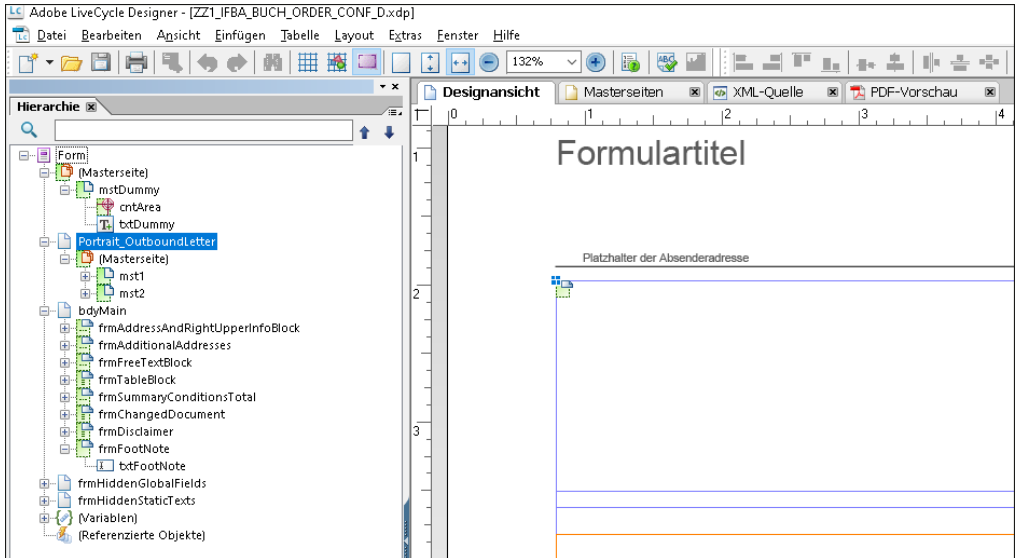 Adobe LiveCycle Designer - [ZZ1_IFBA_BUCH_ORDER_CONF_D.xdp]
Datei Bearbeiten Ansicht Einfügen Tabelle Layout Extras Fenster Hilfe
132%
Hierarchie
Designansicht Masterseiten XML-Quelle PDF-Vorschau
0 1 2 3 4
Form
(Masterseite)
mstDummy
cntArea
txtDummy
Portrait_OutboundLetter
(Masterseite)
mst1
mst2
bdyMain
frmAddressAndRightUpperInfoBlock
frmAdditionalAddresses
frmFreeTextBlock
frmTableBlock
frmSummaryConditionsTotal
frmChangedDocument
frmDisclaimer
frmFootNote
txtFootNote
frmHiddenGlobalFields
frmHiddenStaticTexts
(Variablen)
(Referenzierte Objekte)
1
Formulartitel
Platzhalter der Absenderadresse
2
3